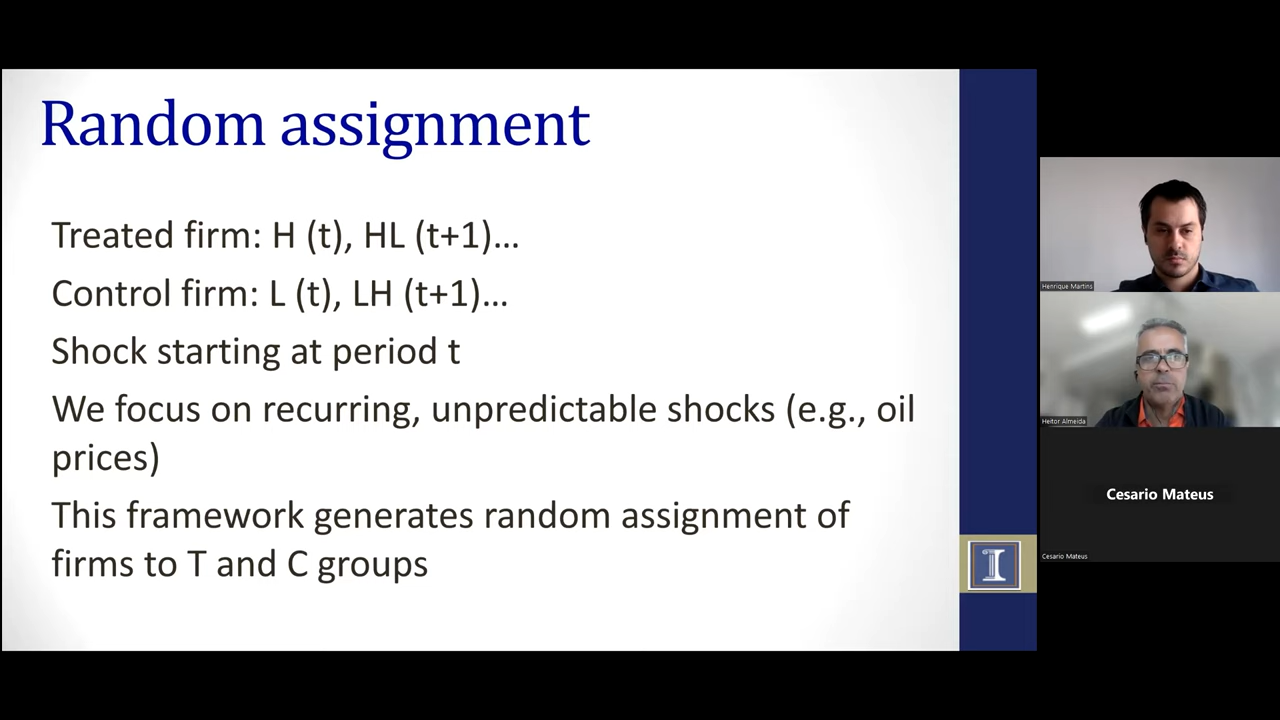 Random assignment
Treated firm: H (t), HL (t+1)…
Control firm: L (t), LH (t+1)…
Shock starting at period t
We focus on recurring, unpredictable shocks (e.g., oil
prices)
This framework generates random assignment of
firms to T and C groups
I
Henrique Martins
Heitor Almeida
Cesario Mateus
Cesario Mateus